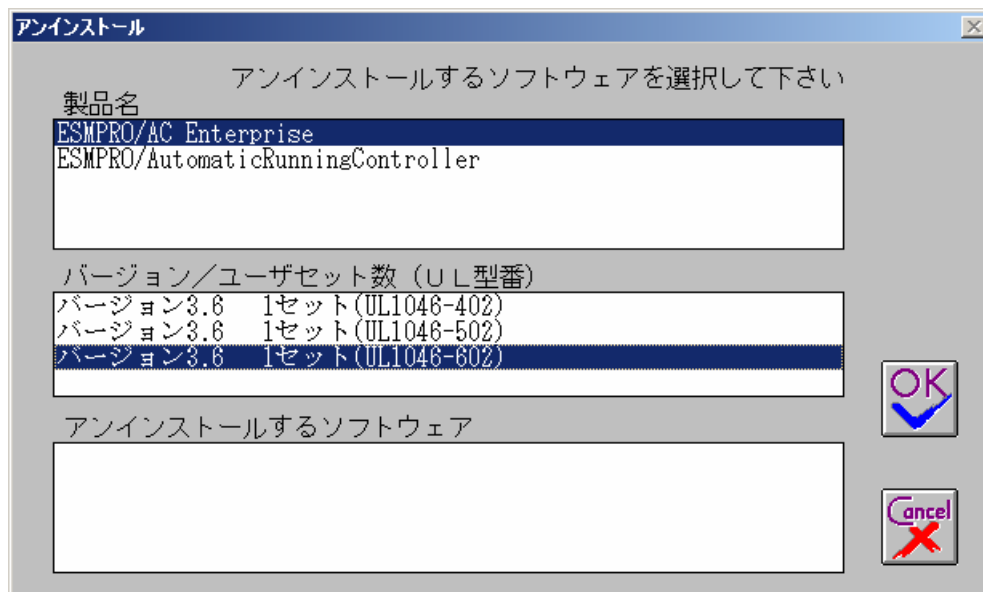 アンインストール
アンインストールするソフトウェアを選択して下さい
製品名
ESMPRO/AC Enterprise
ESMPRO/AutomaticRunningController
バージョン／ユーザセット数（ＵＬ型番）
バージョン3.6 1セット(UL1046-402)
バージョン3.6 1セット(UL1046-502)
バージョン3.6 1セット(UL1046-602)
OK
アンインストールするソフトウェア
Cancel